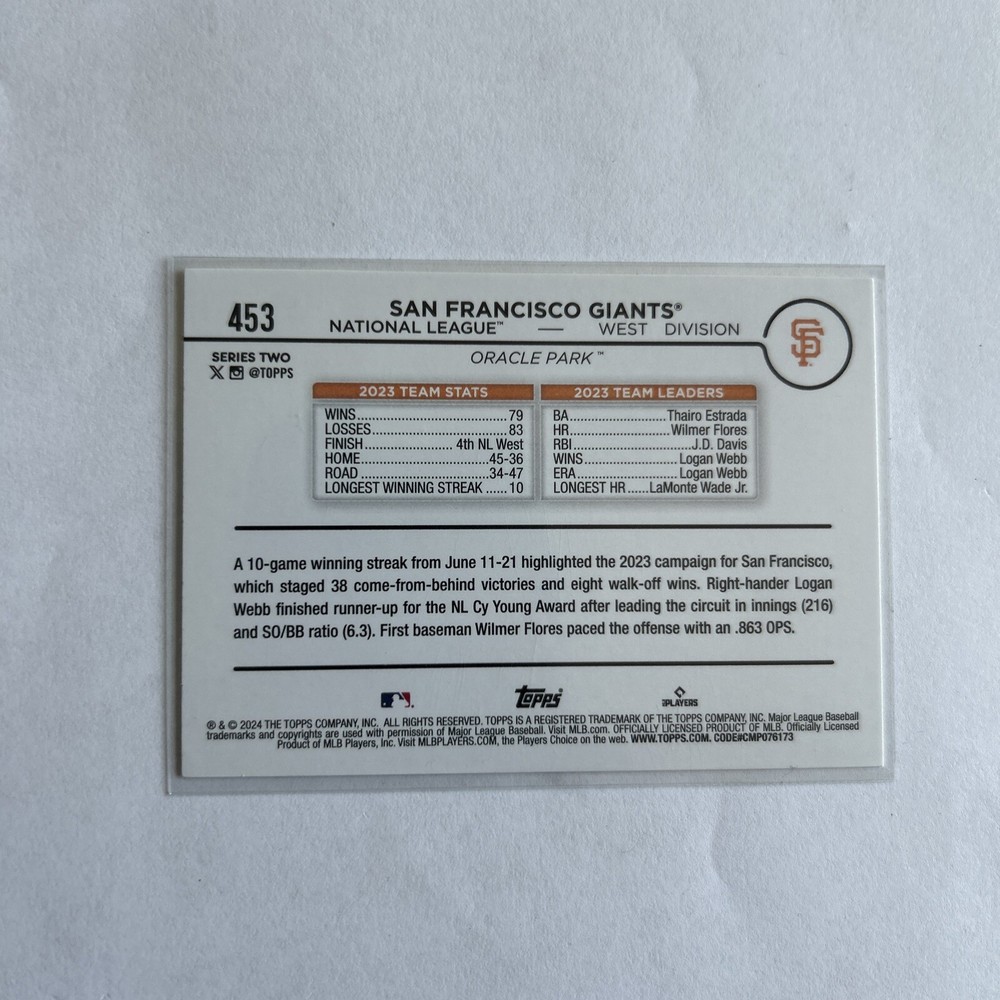 453
SAN FRANCISCO GIANTS®
NATIONAL LEAGUE™ — WEST DIVISION
SF
SERIES TWO
ORACLE PARK™
@TOPPS
2023 TEAM STATS
WINS 79
LOSSES 83
FINISH 4th NL West
HOME 45-36
ROAD 34-47
LONGEST WINNING STREAK 10
2023 TEAM LEADERS
BA Thairo Estrada
HR Wilmer Flores
RBI J.D. Davis
WINS Logan Webb
ERA Logan Webb
LONGEST HR LaMonte Wade Jr.
A 10-game winning streak from June 11-21 highlighted the 2023 campaign for San Francisco,
which staged 38 come-from-behind victories and eight walk-off wins. Right-hander Logan
Webb finished runner-up for the NL Cy Young Award after leading the circuit in innings (216)
and SO/BB ratio (6.3). First baseman Wilmer Flores paced the offense with an .863 OPS.
Topps®
PLAYERS
® & © 2024 THE TOPPS COMPANY, INC. ALL RIGHTS RESERVED. TOPPS IS A REGISTERED TRADEMARK OF THE TOPPS COMPANY, INC. Major League Baseball
trademarks and copyrights are used with permission of Major League Baseball. Visit MLB.com. OFFICIALLY LICENSED PRODUCT OF MLB. Officially Licensed
Product of MLB Players, Inc. Visit MLBPLAYERS.COM, the Players Choice on the web. WWW.TOPPS.COM. CODE#CMP076173